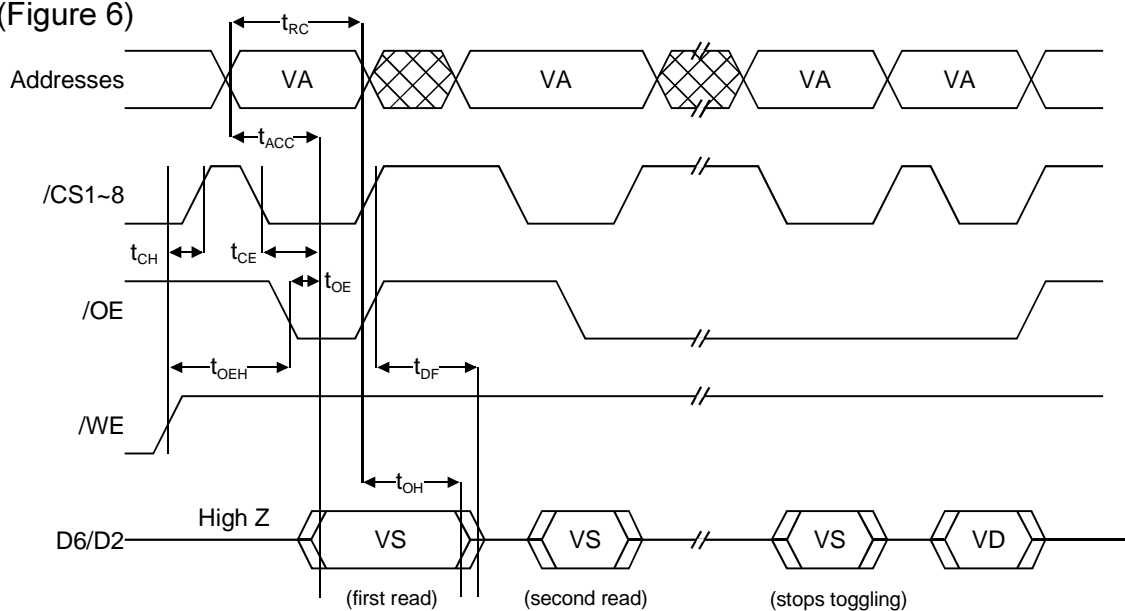 (Figure 6)
tRC
Addresses VA VA VA VA
tACC
/CS1~8
tCH tCE
tOE
/OE
tOEH tDF
/WE
tOH
High Z
D6/D2 VS VS VS VD
(first read) (second read) (stops toggling)